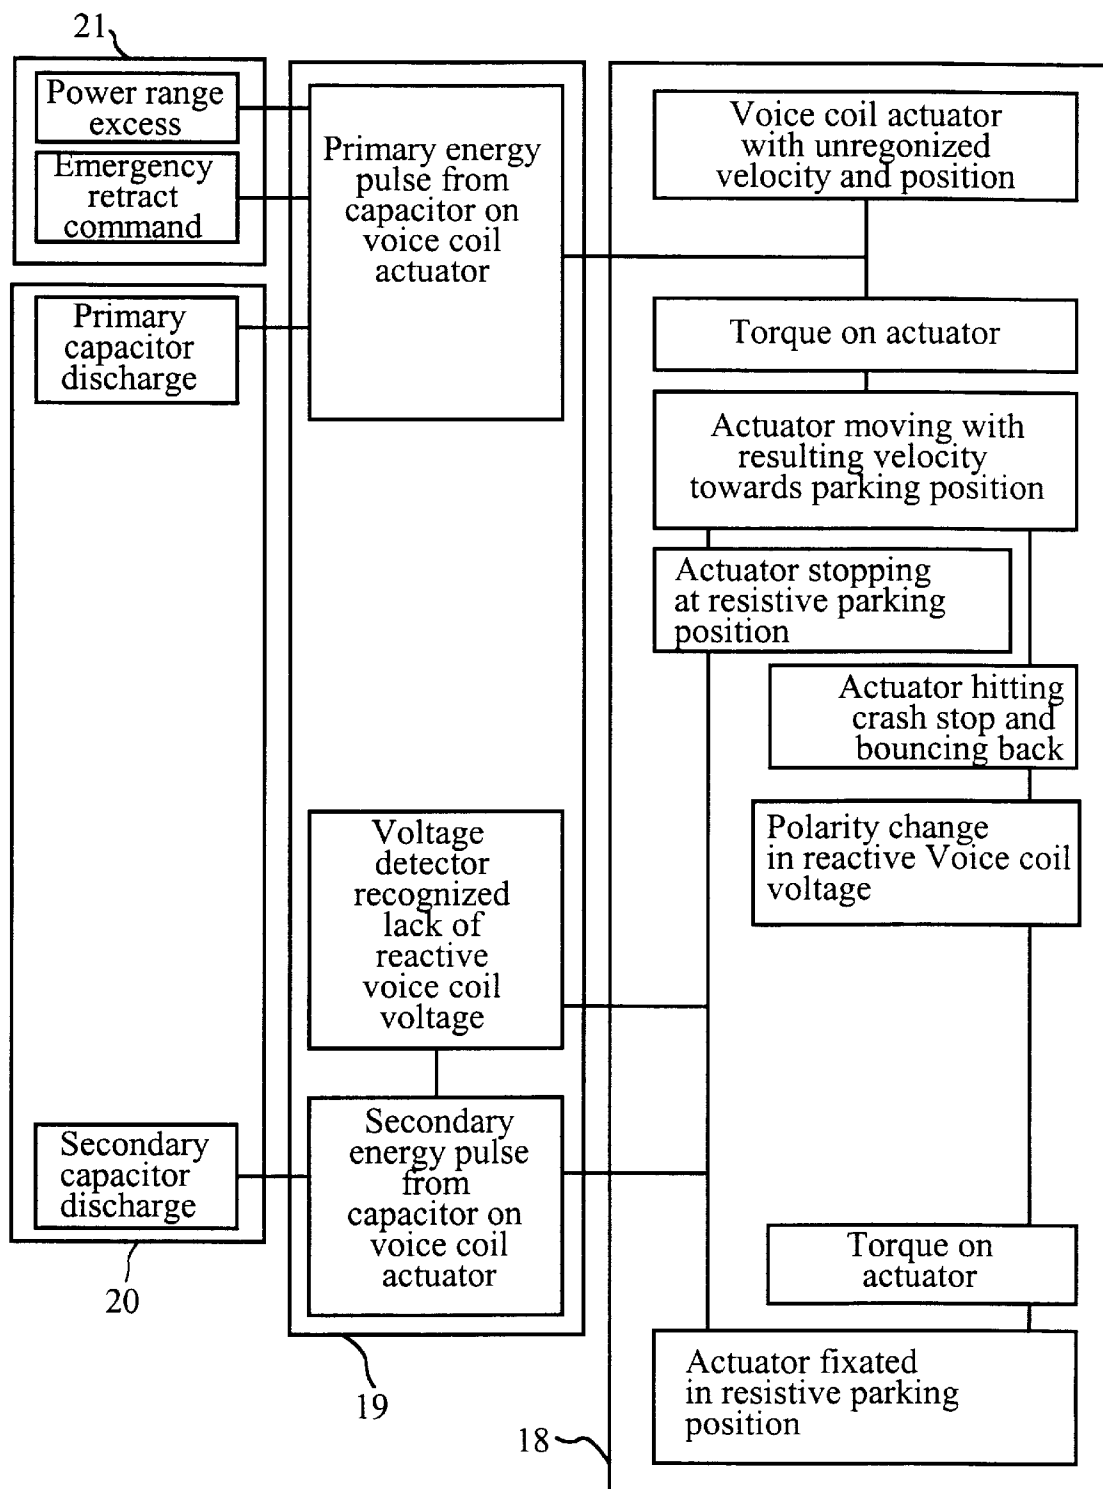 21
Power range
excess
Emergency
retract
command
Primary
capacitor
discharge
Secondary
capacitor
discharge
20
Primary energy
pulse from
capacitor on
voice coil
actuator
Voltage
detector
recognized
lack of
reactive
voice coil
voltage
Secondary
energy pulse
from
capacitor on
voice coil
actuator
19
Voice coil actuator
with unregonized
velocity and position
Torque on actuator
Actuator moving with
resulting velocity
towards parking position
Actuator stopping
at resistive parking
position
Actuator hitting
crash stop and
bouncing back
Polarity change
in reactive Voice coil
voltage
Torque on
actuator
Actuator fixated
in resistive parking
position
18